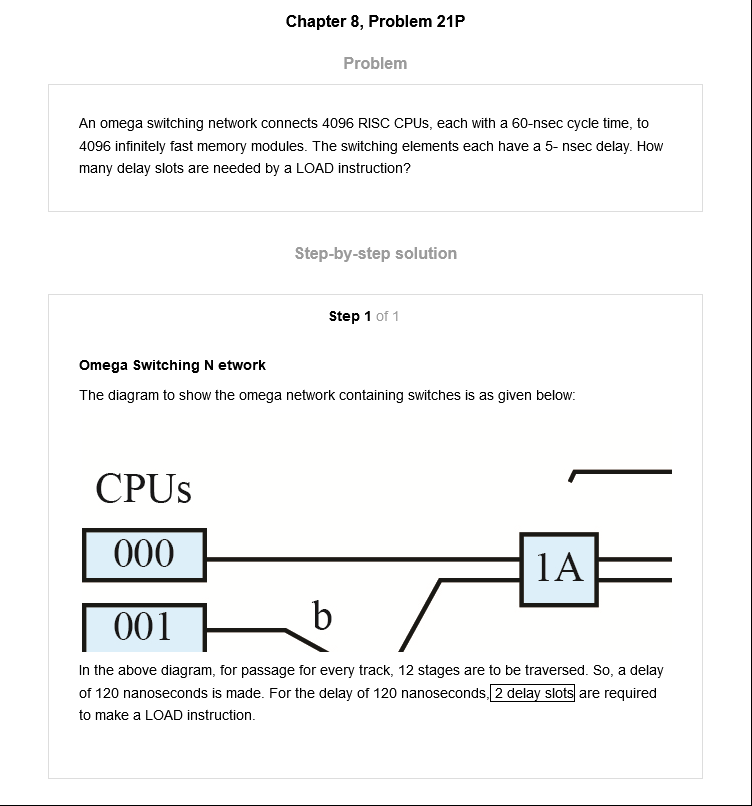 Chapter 8, Problem 21P
Problem
An omega switching network connects 4096 RISC CPUs, each with a 60-nsec cycle time, to
4096 infinitely fast memory modules. The switching elements each have a 5- nsec delay. How
many delay slots are needed by a LOAD instruction?
Step-by-step solution
Step 1 of 1
Omega Switching N etwork
The diagram to show the omega network containing switches is as given below:
CPUs
000
1A
001
b
In the above diagram, for passage for every track, 12 stages are to be traversed. So, a delay
of 120 nanoseconds is made. For the delay of 120 nanoseconds, 2 delay slots are required
to make a LOAD instruction.